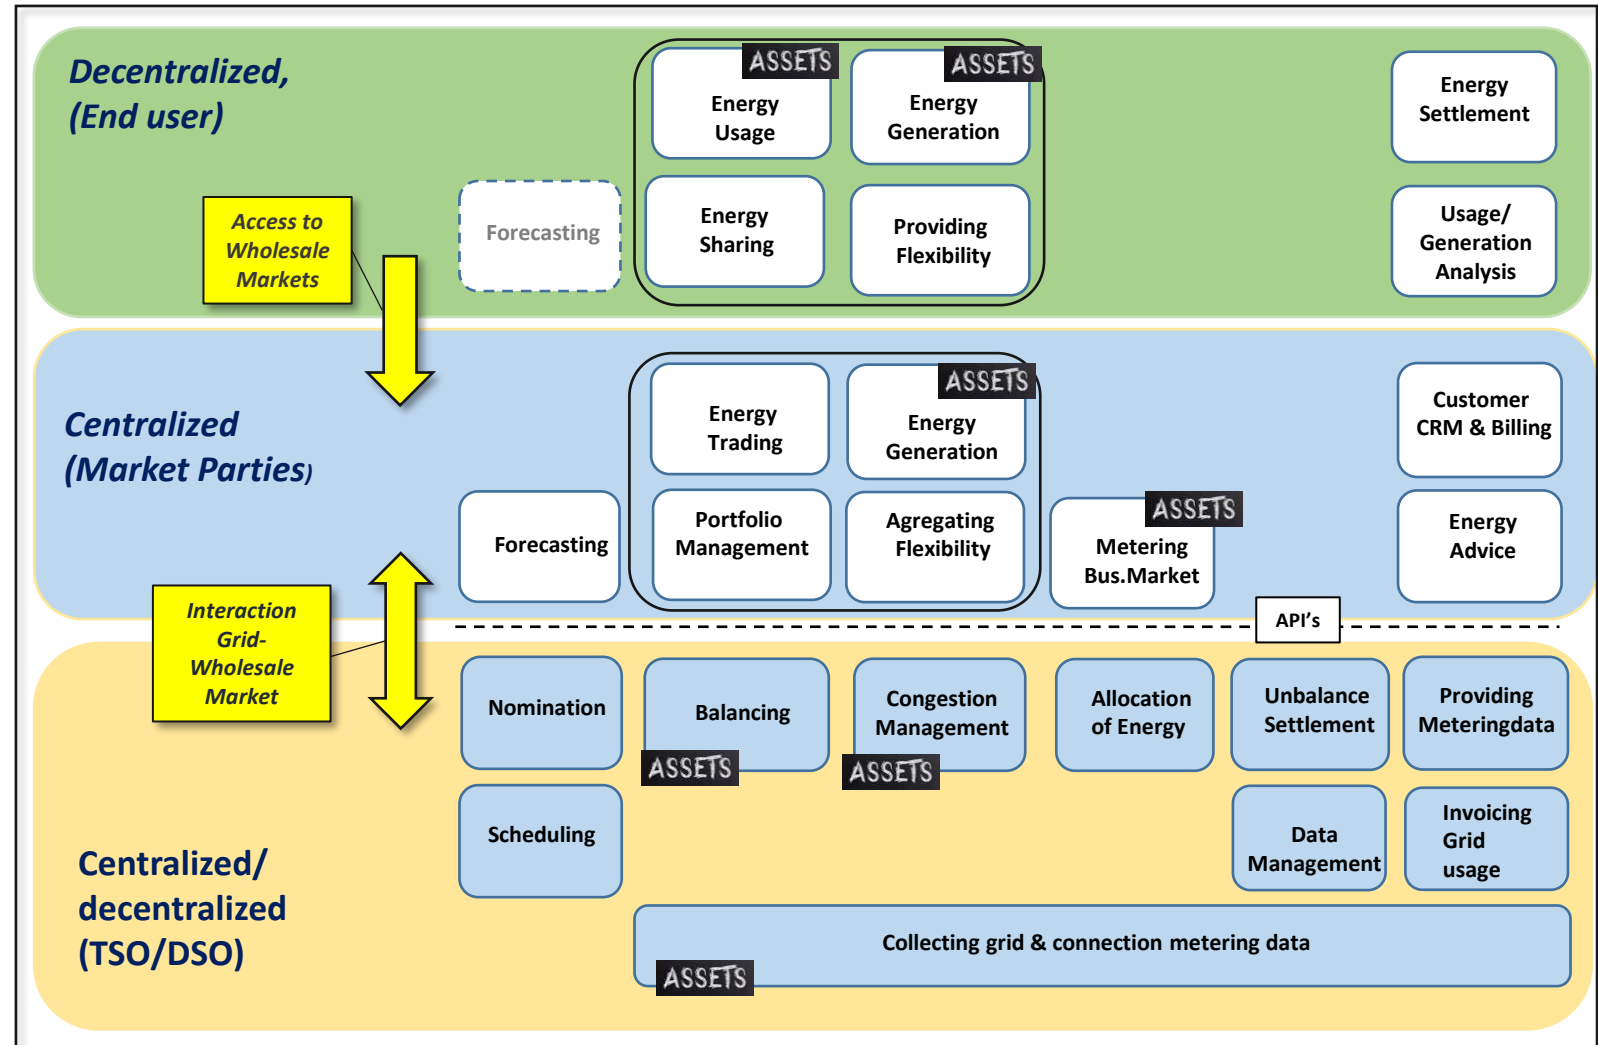 Decentralized,
(End user)
ASSETS
Energy
Usage
ASSETS
Energy
Generation
Energy
Settlement
Access to
Wholesale
Markets
Forecasting
Energy
Sharing
Providing
Flexibility
Usage/
Generation
Analysis
Centralized
(Market Parties)
Energy
Trading
ASSETS
Energy
Generation
Customer
CRM & Billing
Forecasting
Portfolio
Management
Agregating
Flexibility
ASSETS
Metering
Bus.Market
Energy
Advice
Interaction
Grid-
Wholesale
Market
API's
Nomination
Balancing
ASSETS
Congestion
Management
ASSETS
Allocation
of Energy
Unbalance
Settlement
Providing
Meteringdata
Centralized/
decentralized
(TSO/DSO)
Scheduling
Data
Management
Invoicing
Grid
usage
Collecting grid & connection metering data
ASSETS